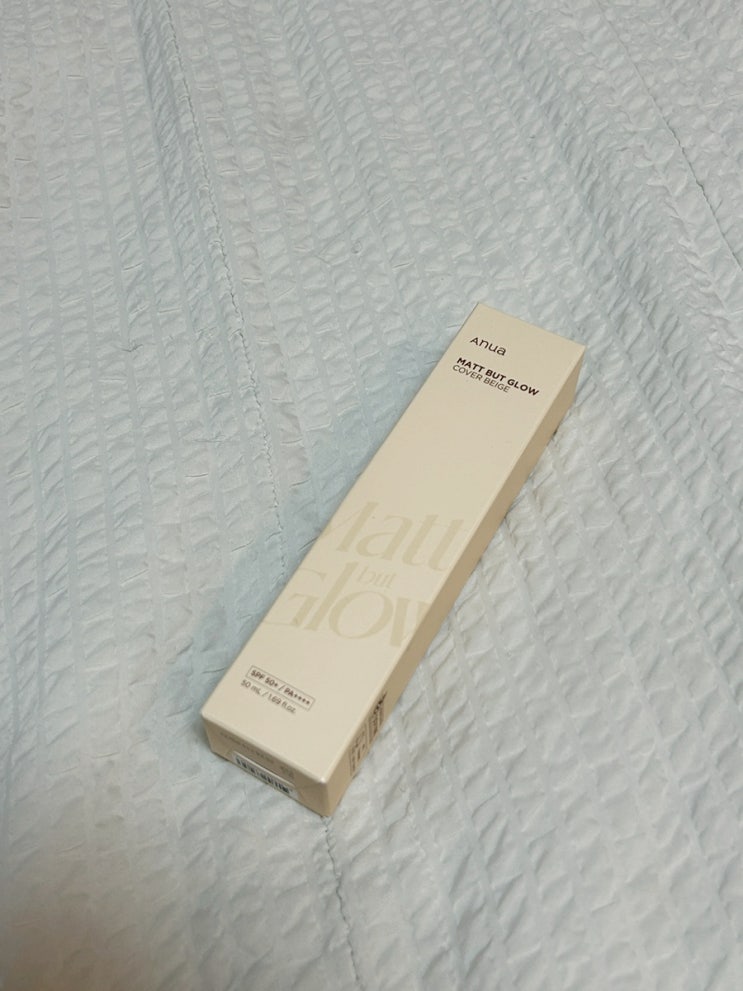 Anua
MATT BUT GLOW
COVER BEIGE
Matt
but
Glow
SPF 50+ / PA++++
50 mL / 1.69 fl.oz.